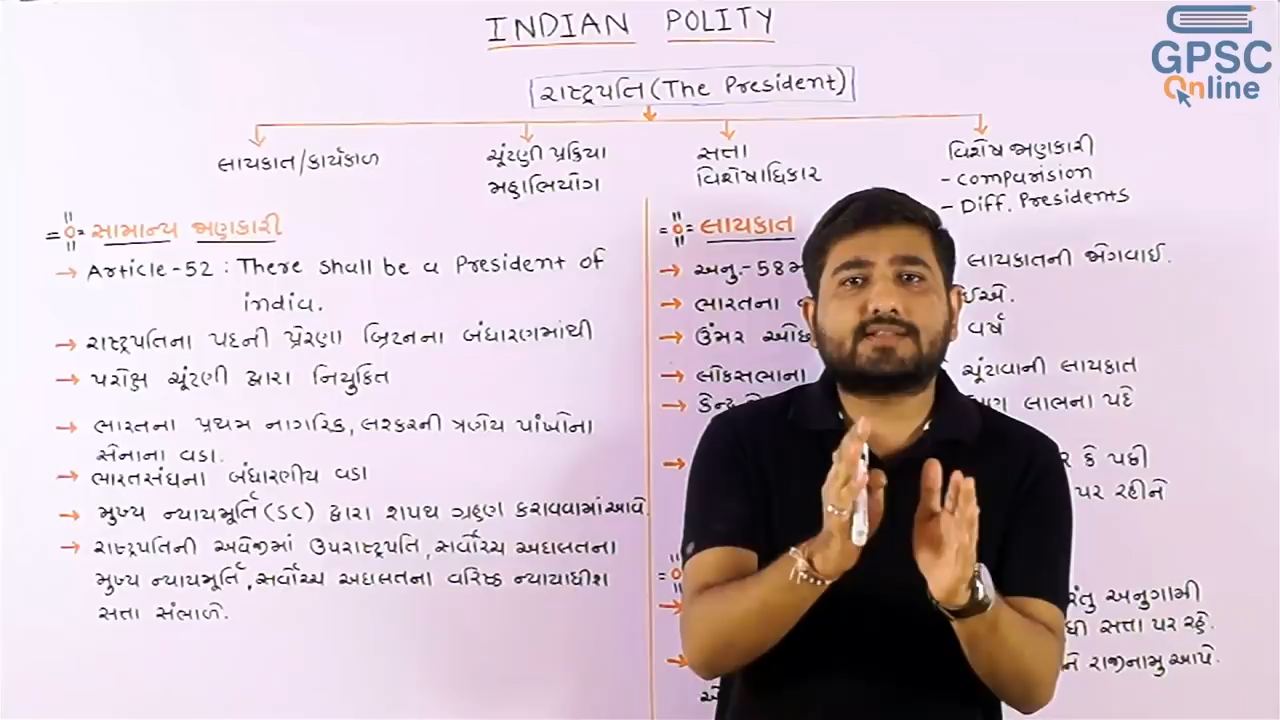 INDIAN POLITY
GPSC
Online
રાષ્ટ્રપતિ (The President)
લાયકાત/કાર્યકાળ
ચૂંટણી પ્રક્રિયા
મહાભિયોગ
સત્તા
વિશેષાધિકાર
વિશેષ જાણકારી
- Comparision
- Diff. Presidents
સામાન્ય જાણકારી
→ Article-52 : There shall be a President of
India.
→ રાષ્ટ્રપતિના પદની પ્રેરણા બ્રિટનના બંધારણમાંથી
→ પરોક્ષ ચૂંટણી દ્વારા નિયુક્તિ
→ ભારતના પ્રથમ નાગરિક, લશ્કરની ત્રણેય પાંખોના
સેનાના વડા.
→ ભારતસંઘના બંધારણીય વડા
→ મુખ્ય ન્યાયમૂર્તિ (SC) દ્વારા શપથ ગ્રહણ કરાવવામાં આવે.
→ રાષ્ટ્રપતિની અવેજીમાં ઉપરાષ્ટ્રપતિ, સર્વોચ્ચ અદાલતના
મુખ્ય ન્યાયમૂર્તિ, સર્વોચ્ચ અદાલતના વરિષ્ઠ ન્યાયાધીશ
સત્તા સંભાળે.
લાયકાત
→ અનુ.-58માં લાયકાતની જોગવાઈ.
→ ભારતના
→ ઉંમર વર્ષ
→ લોકસભાના ચૂંટાવાની લાયકાત
→ લાભના પદે
→ કે પછી
પર રહીને
→ અનુગામી
સત્તા પર રહે.
→ રાજીનામુ આપે.